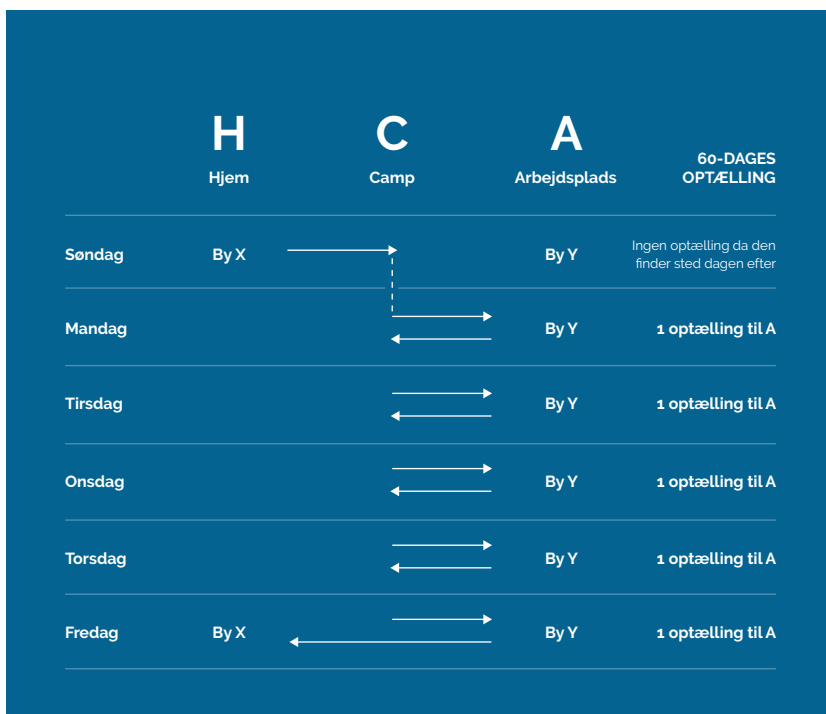 H C A
Hjem Camp Arbejdsplads
60-DAGES
OPTÆLLING
Søndag By X By Y
Ingen optælling da den
finder sted dagen efter
Mandag By Y 1 optælling til A
Tirsdag By Y 1 optælling til A
Onsdag By Y 1 optælling til A
Torsdag By Y 1 optælling til A
Fredag By X By Y 1 optælling til A